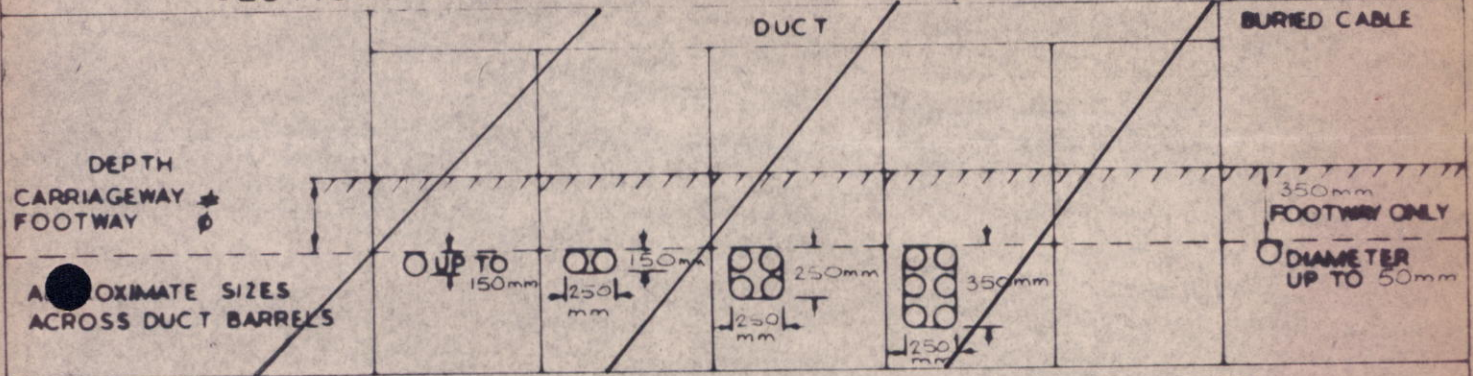 DUCT
BURIED CABLE
DEPTH
CARRIAGEWAY *
FOOTWAY ϕ
350mm
FOOTWAY ONLY
UP TO
150mm
150mm
250
mm
250mm
250
mm
350mm
250
mm
DIAMETER
UP TO 50mm
OXIMATE SIZES
ACROSS DUCT BARRELS